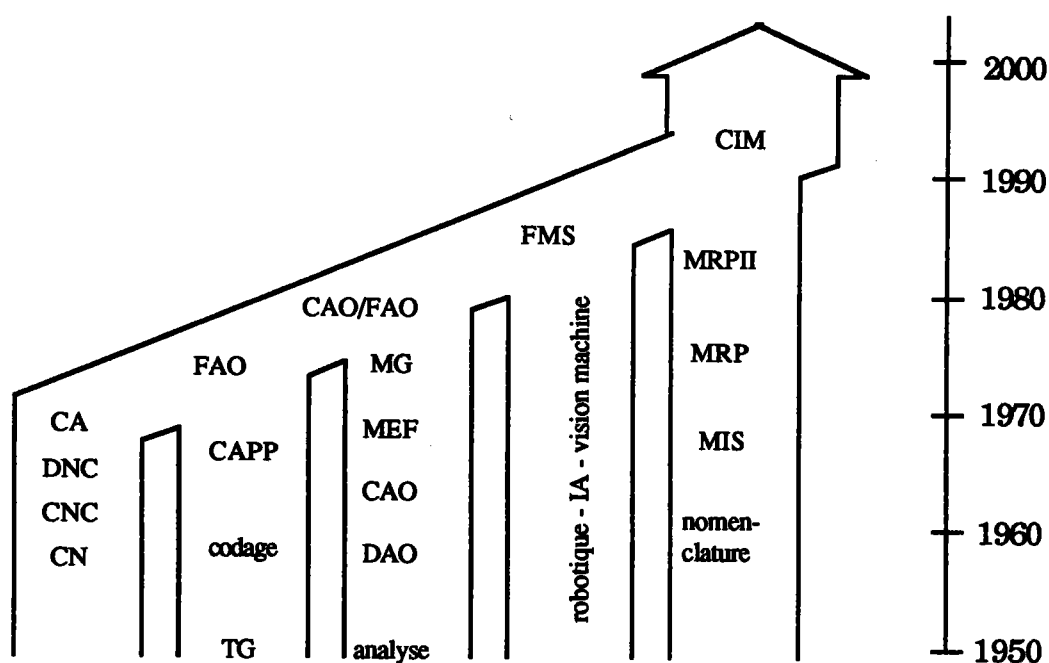 2000
CIM
1990
FMS
MRPII
CAO/FAO
1980
FAO
MG
MRP
CA
MEF
1970
DNC
CAPP
MIS
CNC
CAO
CN
codage
DAO
nomen-
clature
1960
robotique - IA - vision machine
TG
analyse
1950